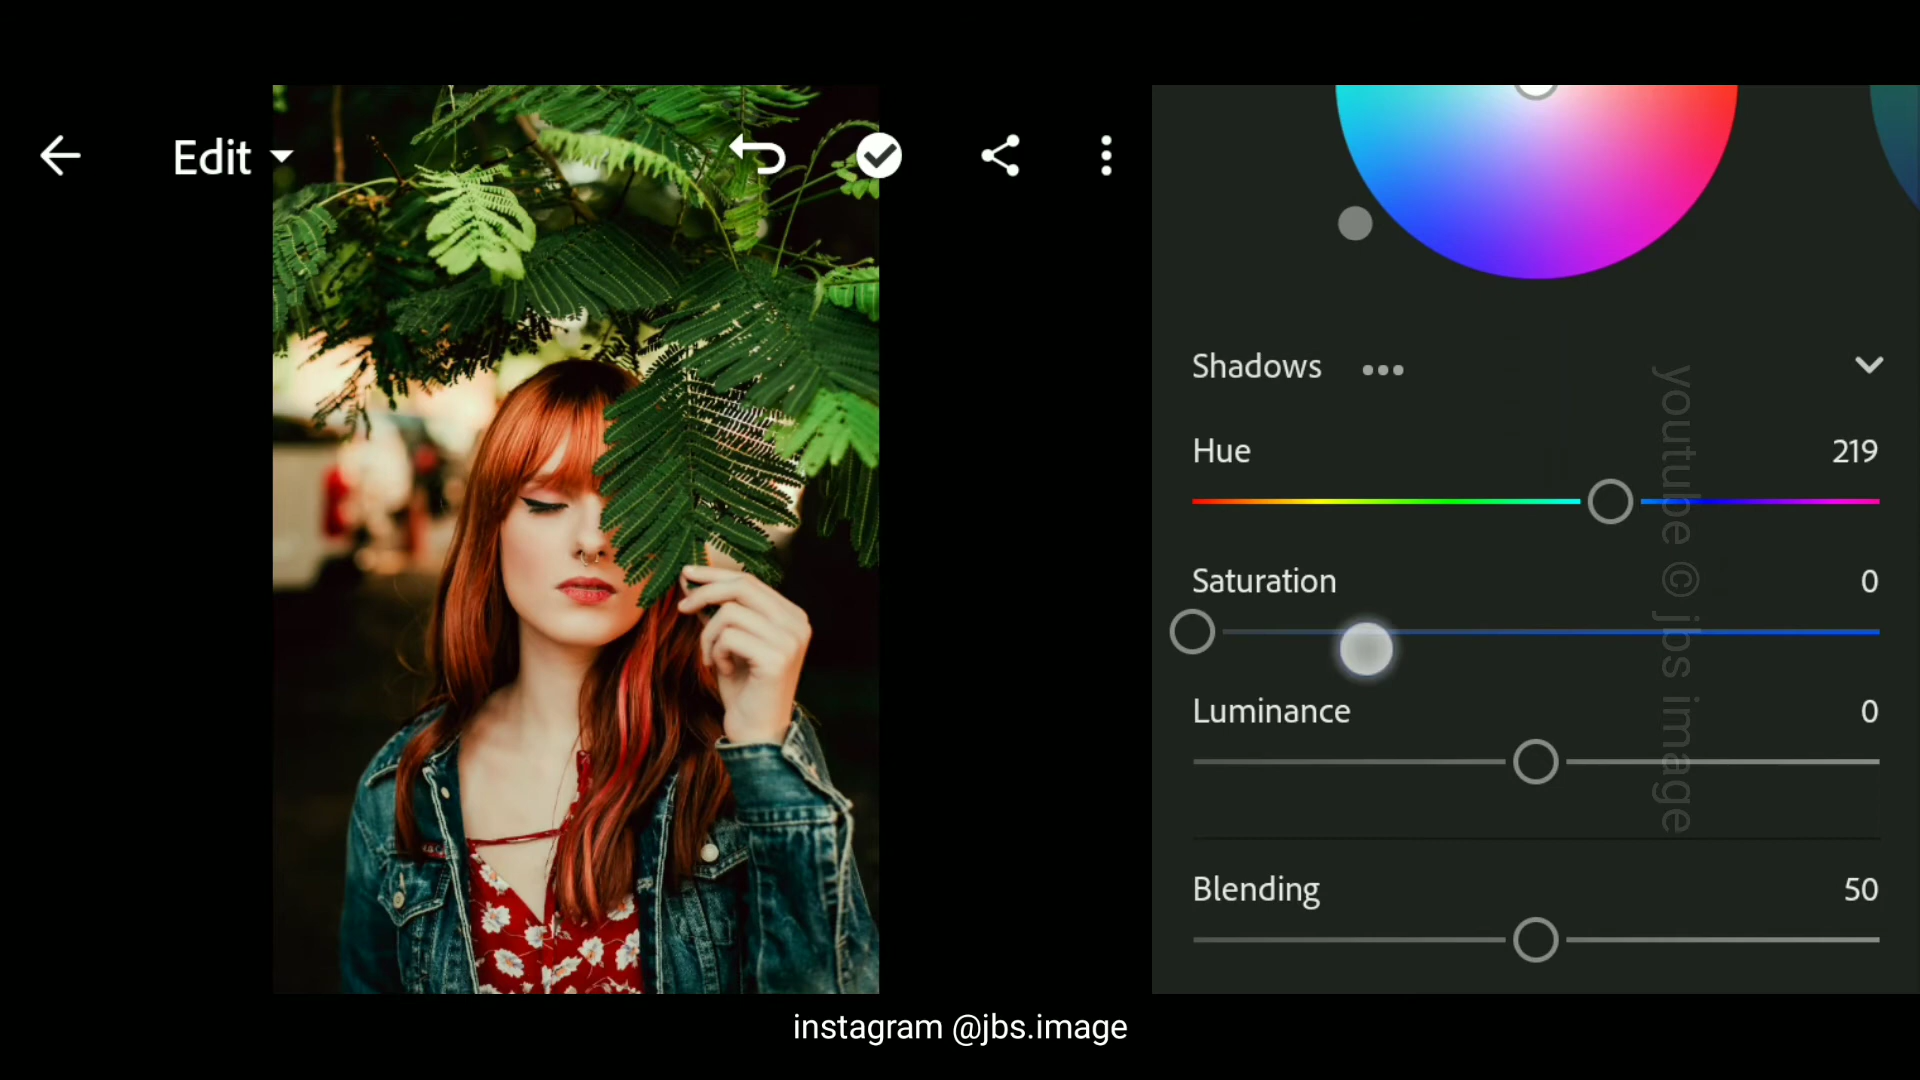 Edit
Shadows
Hue 219
Saturation 0
Luminance 0
Blending 50
youtube © jbs image
instagram @jbs.image